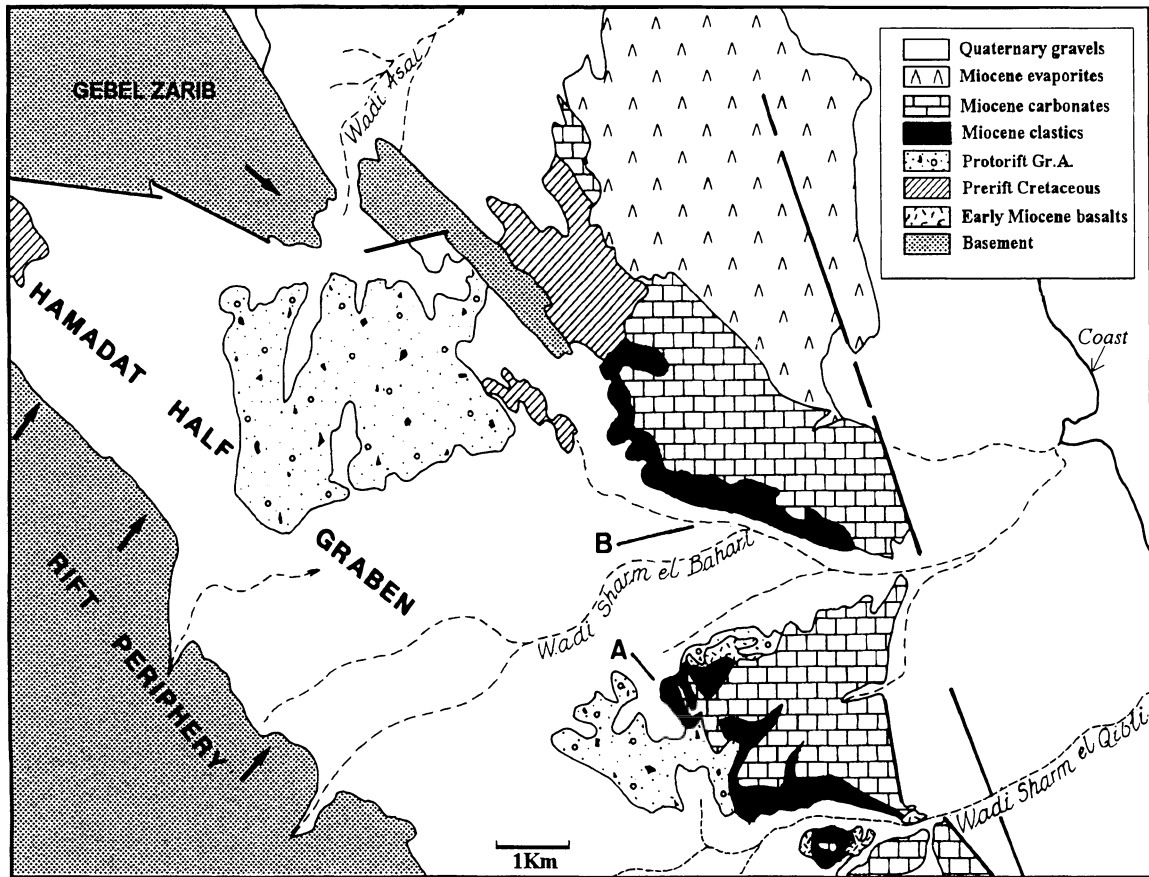 GEBEL ZARIB
Wadi Asal
Quaternary gravels
Miocene evaporites
Miocene carbonates
Miocene clastics
Protorift Gr.A.
Prerift Cretaceous
Early Miocene basalts
Basement
Coast
HAMADAT HALF GRABEN
RIFT PERIPHERY
B
Wadi Sharm el Bahari
A
Wadi Sharm el Qibli
1Km